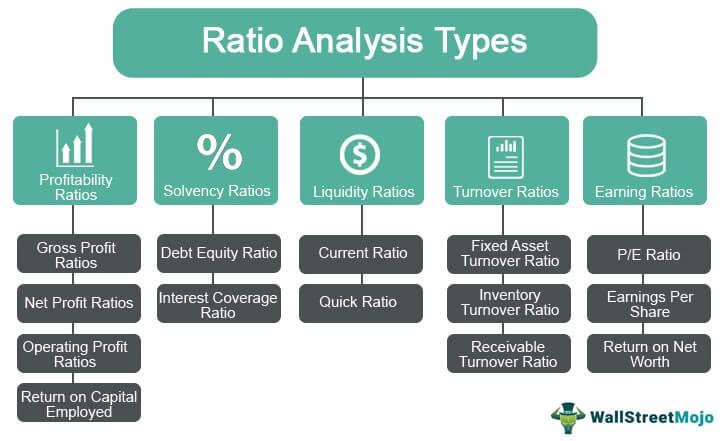 Ratio Analysis Types
Profitability
Ratios
%
Solvency Ratios
$
Liquidity Ratios
Turnover Ratios
Earning Ratios
Gross Profit
Ratios
Net Profit Ratios
Operating Profit
Ratios
Return on Capital
Employed
Debt Equity Ratio
Interest Coverage
Ratio
Current Ratio
Quick Ratio
Fixed Asset
Turnover Ratio
Inventory
Turnover Ratio
Receivable
Turnover Ratio
P/E Ratio
Earnings Per
Share
Return on Net
Worth
WallStreetMojo